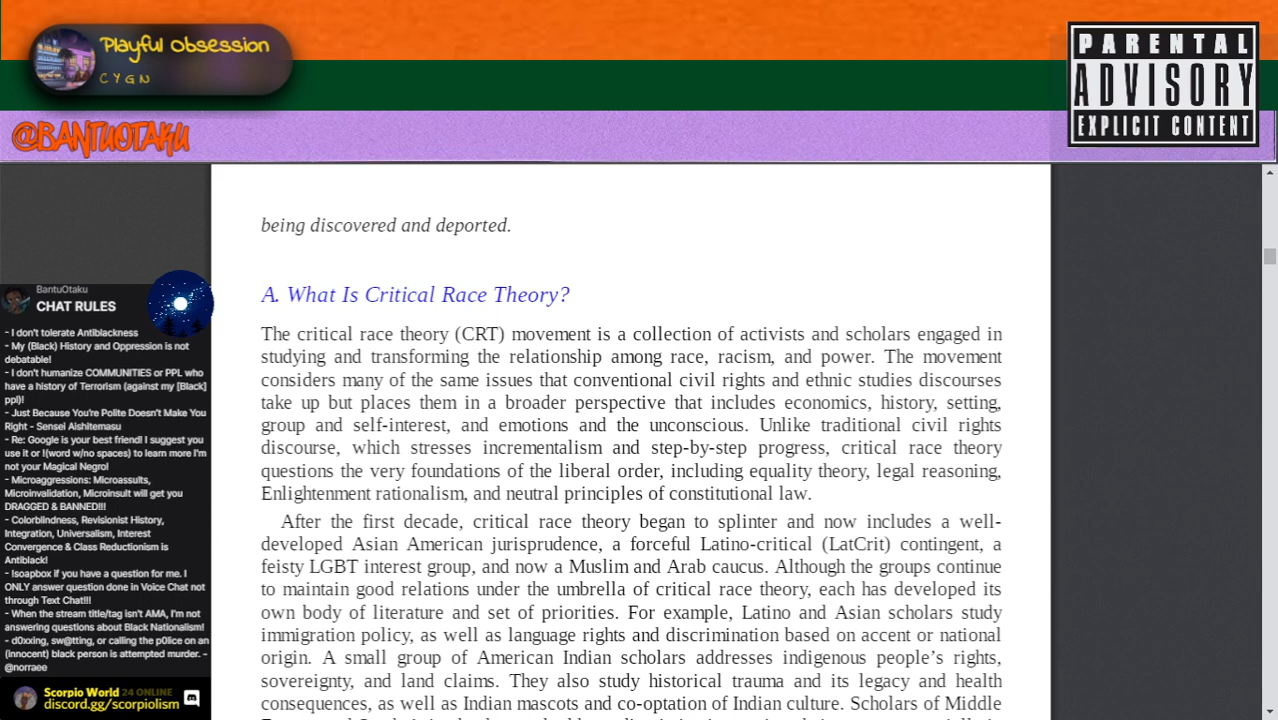 Playful Obsession
CYGN
PARENTAL
ADVISORY
EXPLICIT CONTENT
@BANTUOTAKU
being discovered and deported.
A. What Is Critical Race Theory?
The critical race theory (CRT) movement is a collection of activists and scholars engaged in
studying and transforming the relationship among race, racism, and power. The movement
considers many of the same issues that conventional civil rights and ethnic studies discourses
take up but places them in a broader perspective that includes economics, history, setting,
group and self-interest, and emotions and the unconscious. Unlike traditional civil rights
discourse, which stresses incrementalism and step-by-step progress, critical race theory
questions the very foundations of the liberal order, including equality theory, legal reasoning,
Enlightenment rationalism, and neutral principles of constitutional law.
After the first decade, critical race theory began to splinter and now includes a well-
developed Asian American jurisprudence, a forceful Latino-critical (LatCrit) contingent, a
feisty LGBT interest group, and now a Muslim and Arab caucus. Although the groups continue
to maintain good relations under the umbrella of critical race theory, each has developed its
own body of literature and set of priorities. For example, Latino and Asian scholars study
immigration policy, as well as language rights and discrimination based on accent or national
origin. A small group of American Indian scholars addresses indigenous people's rights,
sovereignty, and land claims. They also study historical trauma and its legacy and health
consequences, as well as Indian mascots and co-optation of Indian culture. Scholars of Middle
BantuOtaku
CHAT RULES
- I don't tolerate Antiblackness
- My (Black) History and Oppression is not
debatable!
- I don't humanize COMMUNITIES or PPL who
have a history of Terrorism (against my [Black]
ppl)!
- Just Because You're Polite Doesn't Make You
Right - Sensei Aishitemasu
- Re: Google is your best friend! I suggest you
use it or !(word w/no spaces) to learn more I'm
not your Magical Negro!
- Microaggressions: Microassults,
Microinvalidation, Microinsult will get you
DRAGGED & BANNED!!!
- Colorblindness, Revisionist History,
Integration, Universalism, Interest
Convergence & Class Reductionism is
Antiblack!
- !soapbox if you have a question for me. I
ONLY answer question done in Voice Chat not
through Text Chat!!!
- When the stream title/tag isn't AMA, I'm not
answering questions about Black Nationalism!
- d0xxing, sw@tting, or calling the p0lice on an
(innocent) black person is attempted murder. -
@norraee
Scorpio World 24 ONLINE
discord.gg/scorpiolism